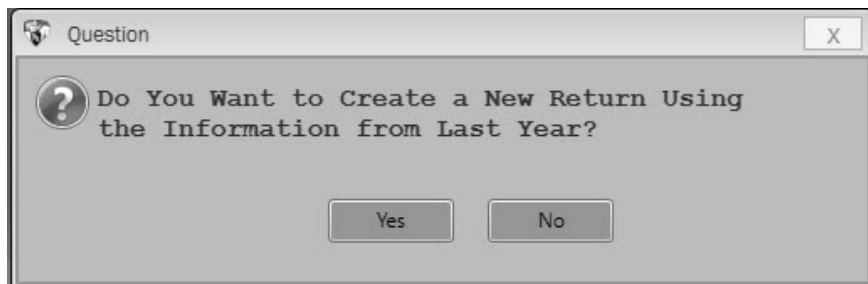 Question
X
Do You Want to Create a New Return Using
the Information from Last Year?
Yes No